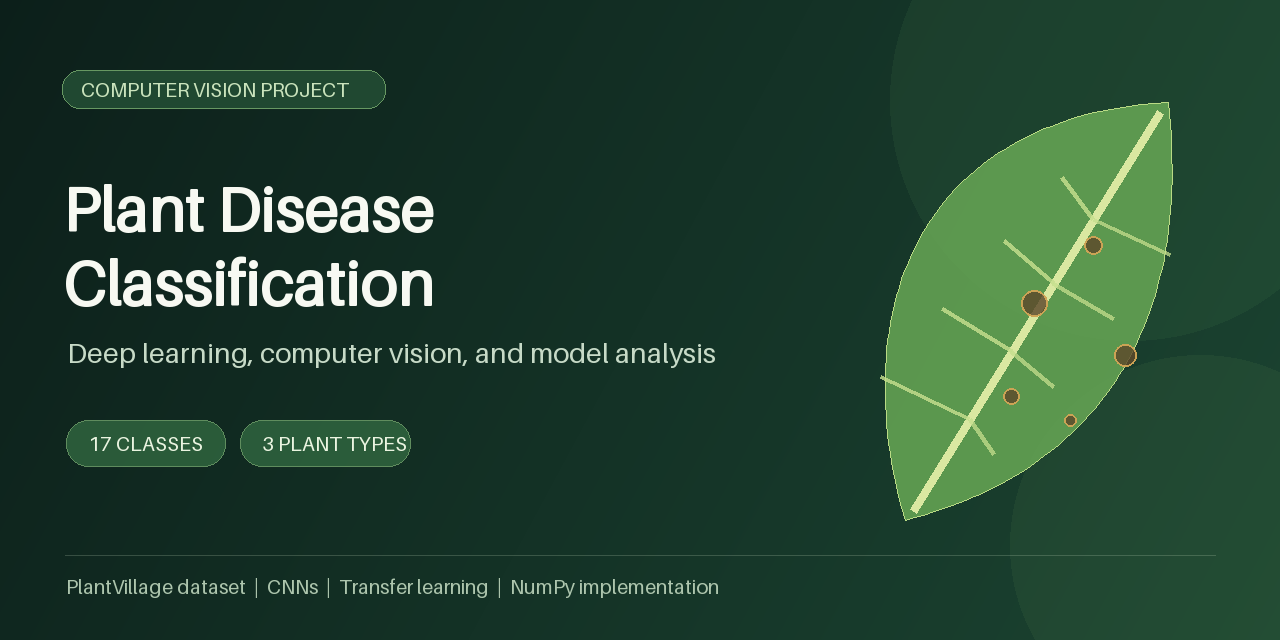 COMPUTER VISION PROJECT
Plant Disease
Classification
Deep learning, computer vision, and model analysis
17 CLASSES
3 PLANT TYPES
PlantVillage dataset | CNNs | Transfer learning | NumPy implementation